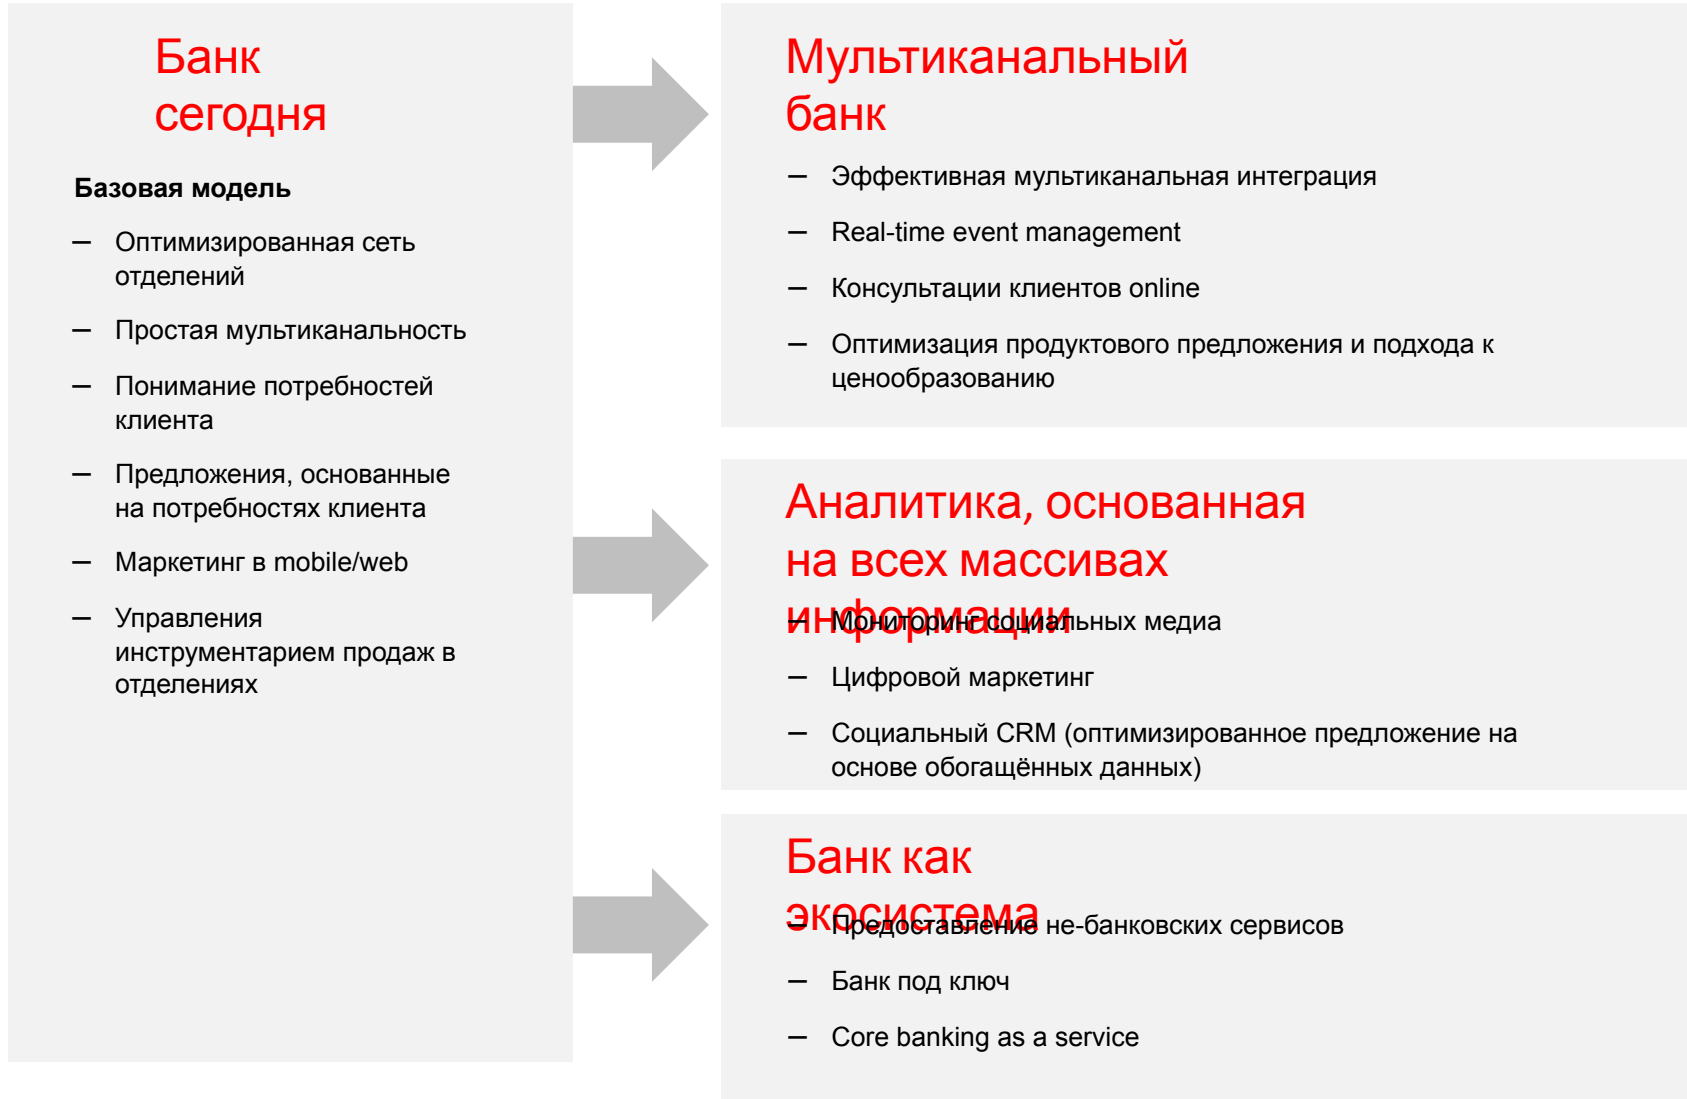 Банк
сегодня
Базовая модель
— Оптимизированная сеть
отделений
— Простая мультиканальность
— Понимание потребностей
клиента
— Предложения, основанные
на потребностях клиента
— Маркетинг в mobile/web
— Управления
инструментарием продаж в
отделениях
Мультиканальный
банк
— Эффективная мультиканальная интеграция
— Real-time event management
— Консультации клиентов online
— Оптимизация продуктового предложения и подхода к
ценообразованию
Аналитика, основанная
на всех массивах
информации
— Мониторинг социальных медиа
— Цифровой маркетинг
— Социальный CRM (оптимизированное предложение на
основе обогащённых данных)
Банк как
экосистема
— Предоставление не-банковских сервисов
— Банк под ключ
— Core banking as a service